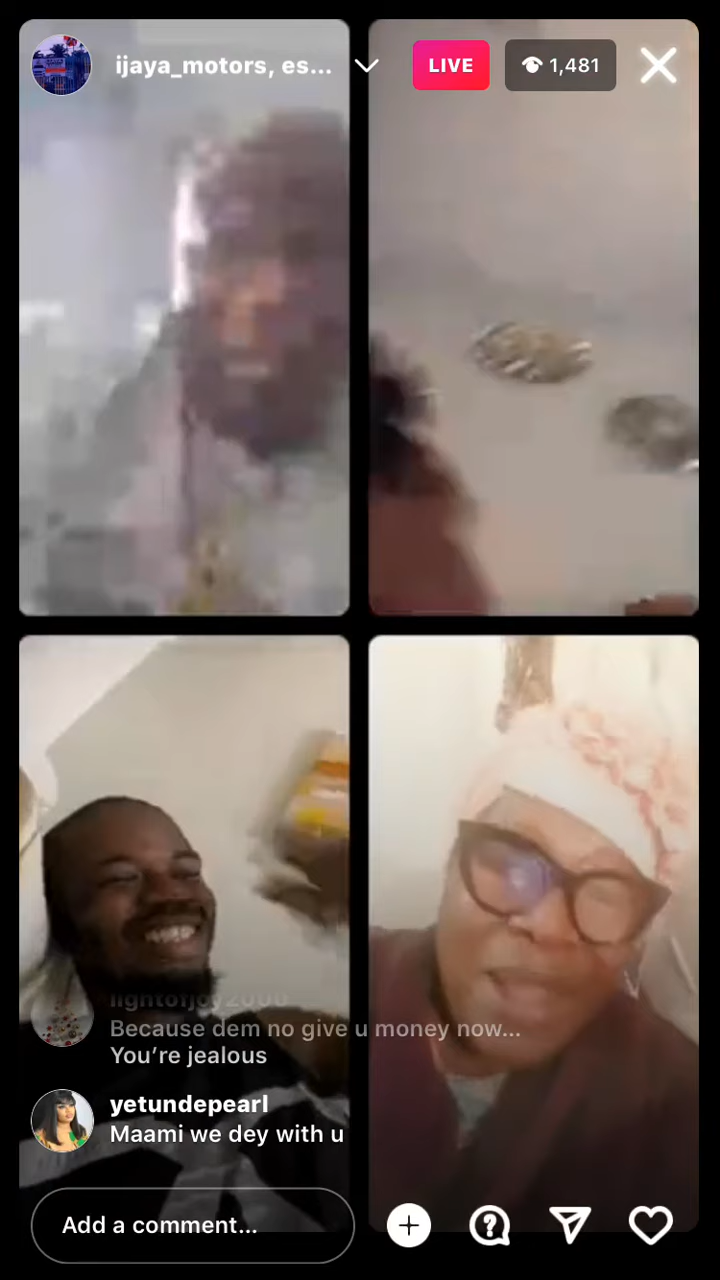 ijaya_motors, es...
LIVE
1,481
lightofjoy2000
Because dem no give u money now...
You're jealous
yetundepearl
Maami we dey with u
Add a comment...